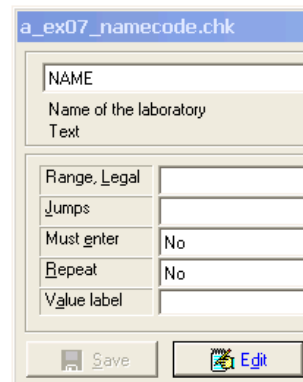 a_ex07_namecode.chk
NAME
Name of the laboratory
Text
Range, Legal
Jumps
Must enter No
Repeat No
Value label
Save Edit